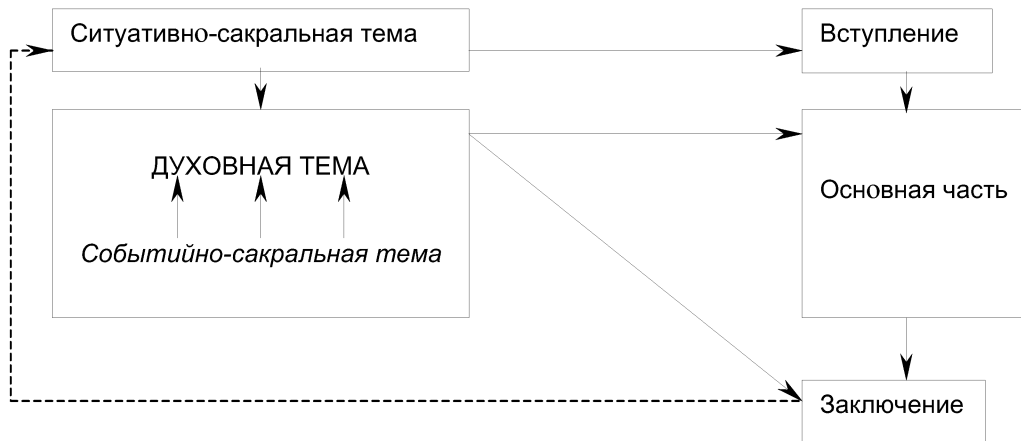 Ситуативно-сакральная тема
Вступление
ДУХОВНАЯ ТЕМА
Основная часть
Событийно-сакральная тема
Заключение